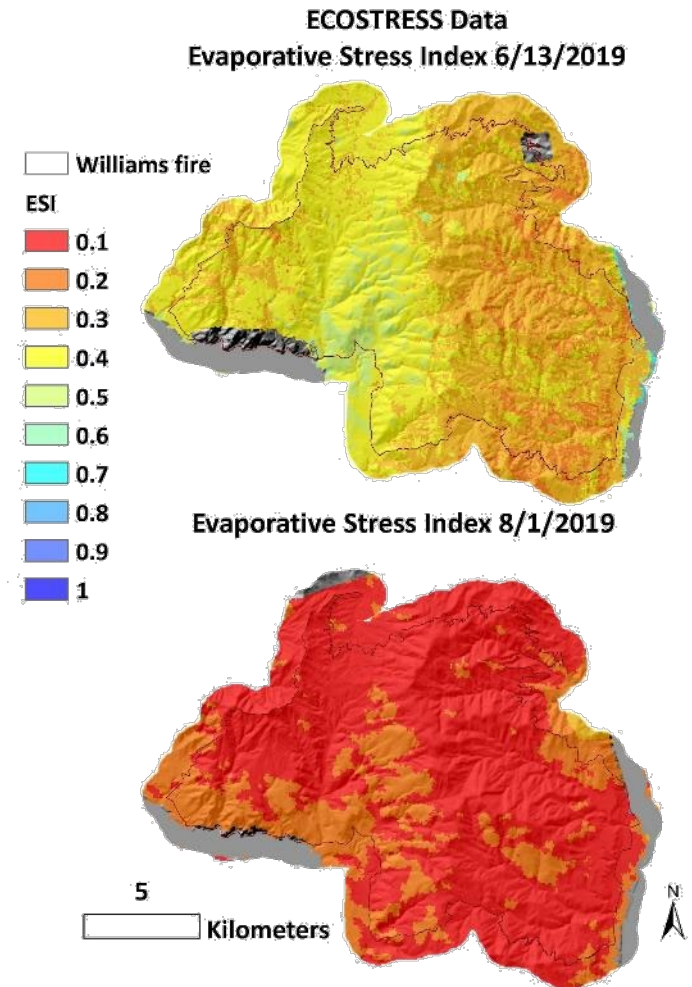 ECOSTRESS Data
Evaporative Stress Index 6/13/2019
Williams fire
ESI
0.1
0.2
0.3
0.4
0.5
0.6
0.7
0.8
0.9
1
Evaporative Stress Index 8/1/2019
5
Kilometers
N